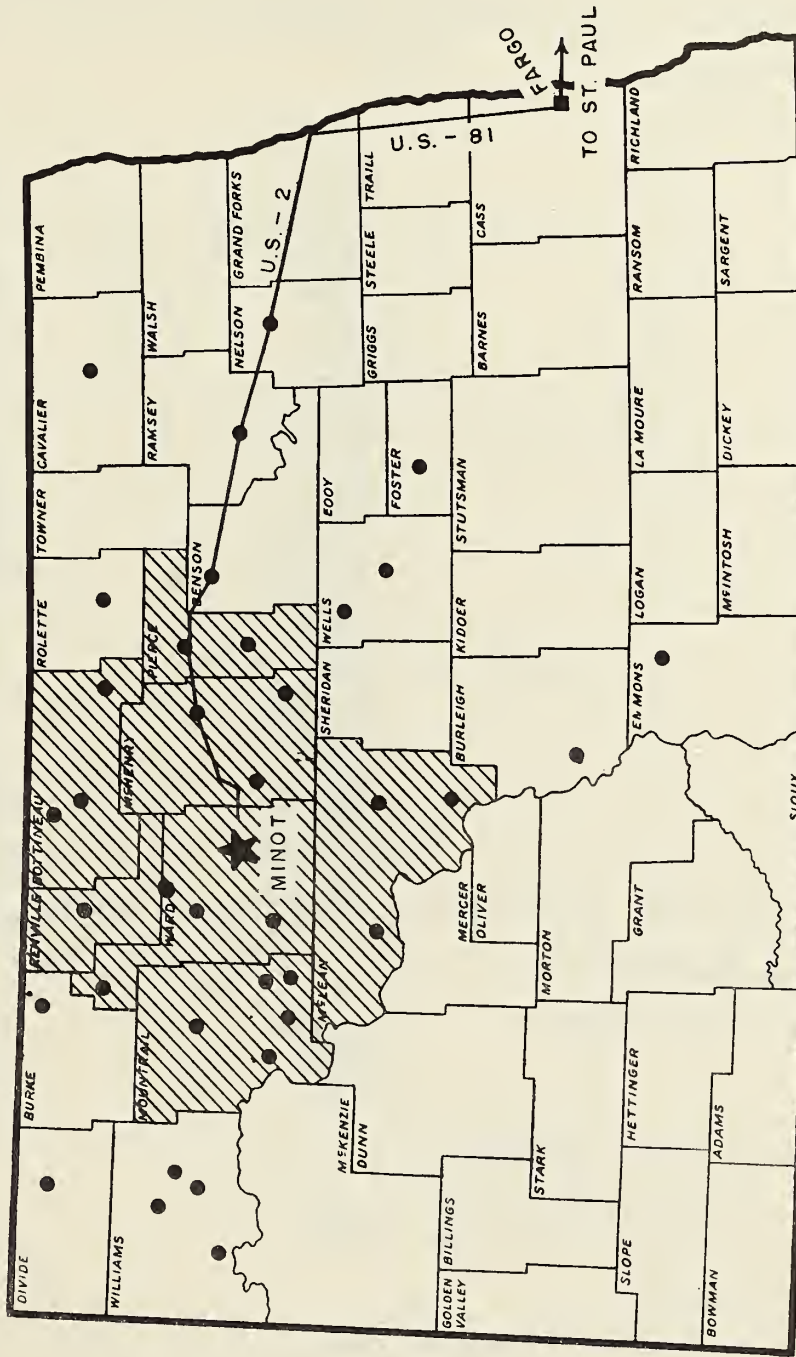 DIVIDE
BURKE
RENVILLE
BOTTINEAU
ROLETTE
TOWNER
CAVALIER
PEMBINA
WILLIAMS
MOUNTRAIL
WARD
McHENRY
PIERCE
BENSON
RAMSEY
WALSH
NELSON
GRAND FORKS
U.S. - 2
MINOT
McKENZIE
DUNN
McLEAN
SHERIDAN
WELLS
EDDY
FOSTER
GRIGGS
STEELE
TRAILL
U.S. - 81
GOLDEN
VALLEY
BILLINGS
MERCER
OLIVER
BURLEIGH
KIDDER
STUTSMAN
BARNES
CASS
FARGO
TO ST. PAUL
STARK
MORTON
SLOPE
HETTINGER
GRANT
EMMONS
LOGAN
LA MOURE
RANSOM
RICHLAND
BOWMAN
ADAMS
SIOUX
McINTOSH
DICKEY
SARGENT